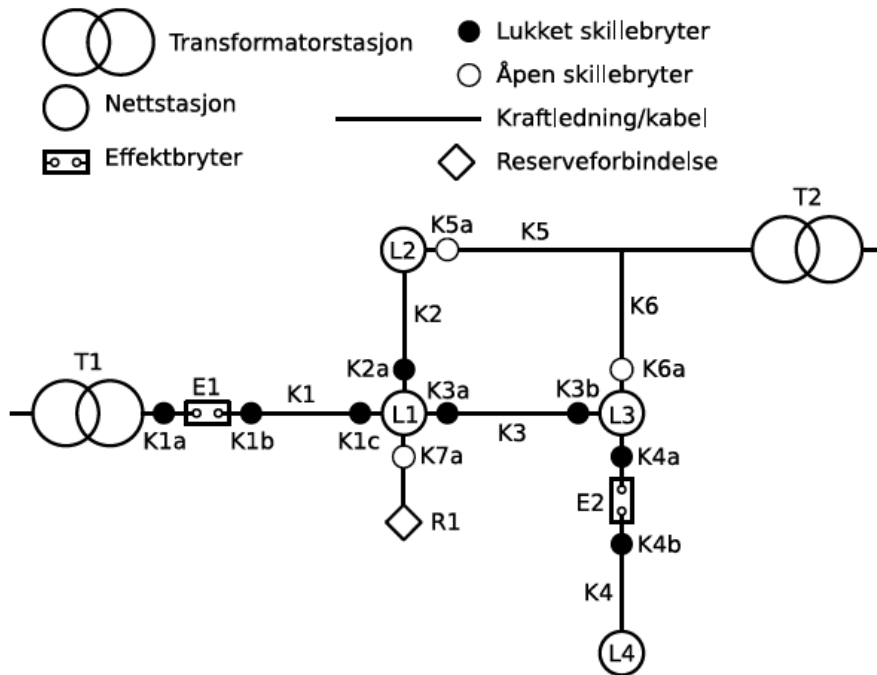 Transformatorstasjon
Lukket skillebryter
Nettstasjon
Åpen skillebryter
Kraftledning/kabel
Effektbryter
Reserveforbindelse
T2
K5a
K5
L2
K2
K6
T1
E1
K1
K2a
K3a
K3b
K6a
L1
L3
K1a
K1b
K1c
K7a
K3
K4a
R1
E2
K4b
K4
L4